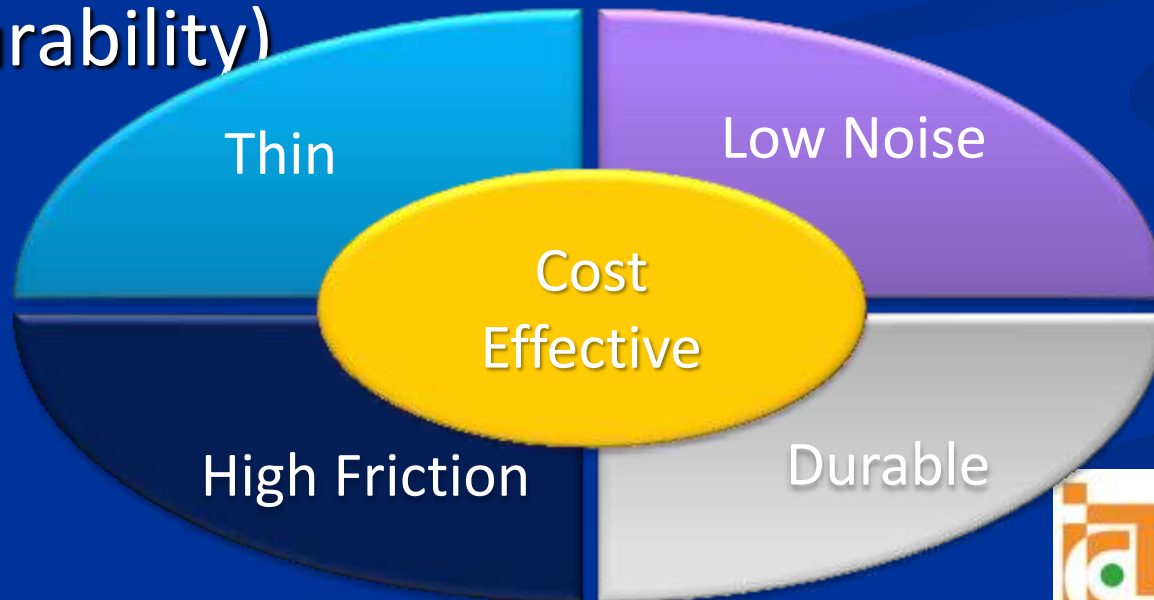 rability)
Thin
Low Noise
Cost
Effective
High Friction
Durable